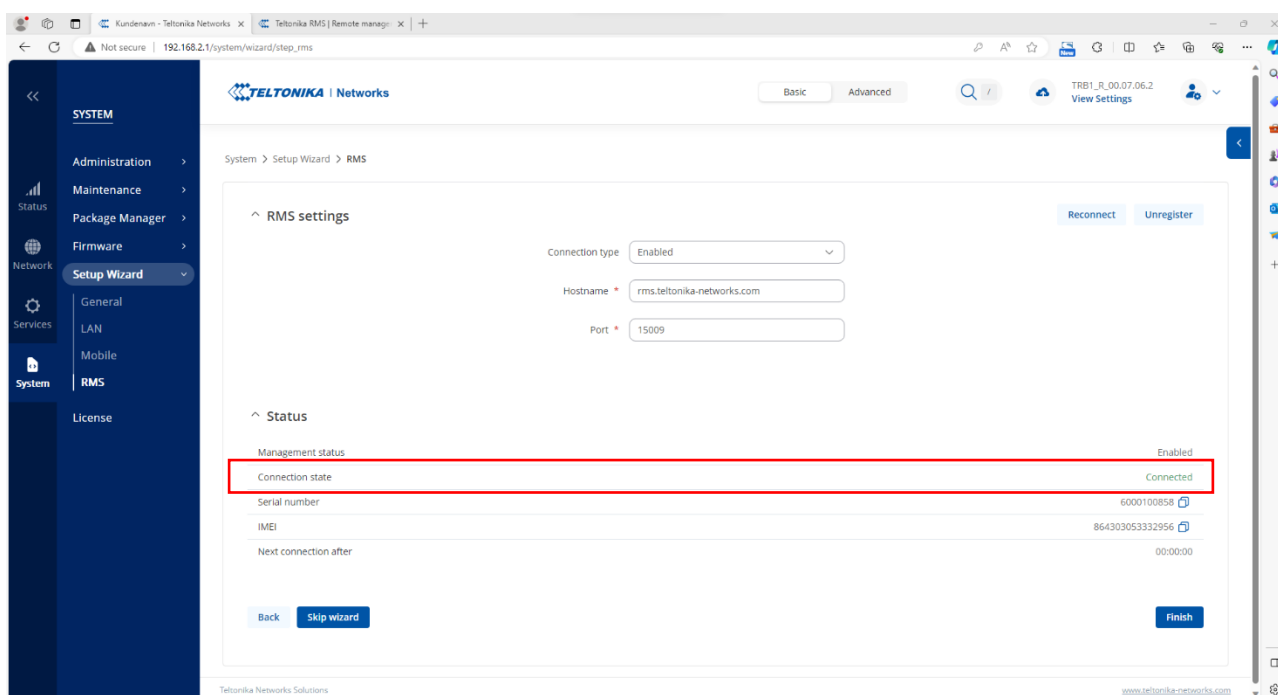 Kundenavn - Teltonika Networks
Teltonika RMS | Remote manage
Not secure | 192.168.2.1/system/wizard/step_rms
New
TELTONIKA | Networks
Basic
Advanced
/
TRB1_R_00.07.06.2
View Settings
SYSTEM
Administration
Maintenance
Package Manager
Firmware
Setup Wizard
General
LAN
Mobile
RMS
License
Status
Network
Services
System
System > Setup Wizard > RMS
RMS settings
Reconnect
Unregister
Connection type Enabled
Hostname * rms.teltonika-networks.com
Port * 15009
Status
Management status Enabled
Connection state Connected
Serial number 6000100858
IMEI 864303053332956
Next connection after 00:00:00
Back
Skip wizard
Finish
Teltonika Networks Solutions
www.teltonika-networks.com